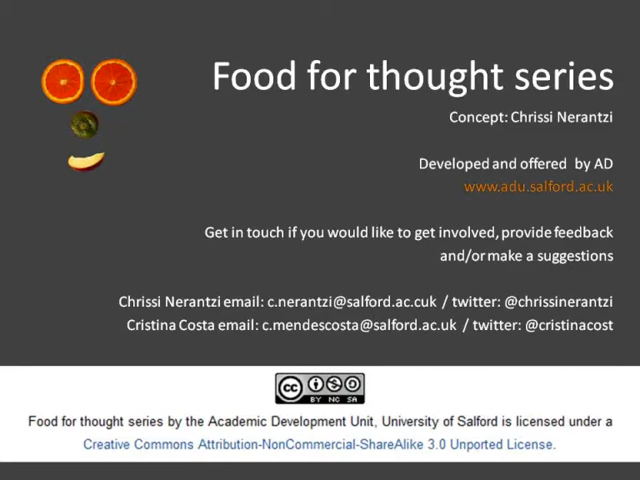 Food for thought series
Concept: Chrissi Nerantzi
Developed and offered by AD
www.adu.salford.ac.uk
Get in touch if you would like to get involved, provide feedback
and/or make a suggestions
Chrissi Nerantzi email: c.nerantzi@salford.ac.cuk / twitter: @chrissinerantzi
Cristina Costa email: c.mendescosta@salford.ac.uk / twitter: @cristinacost
cc
BY NC SA
Food for thought series by the Academic Development Unit, University of Salford is licensed under a
Creative Commons Attribution-NonCommercial-ShareAlike 3.0 Unported License.